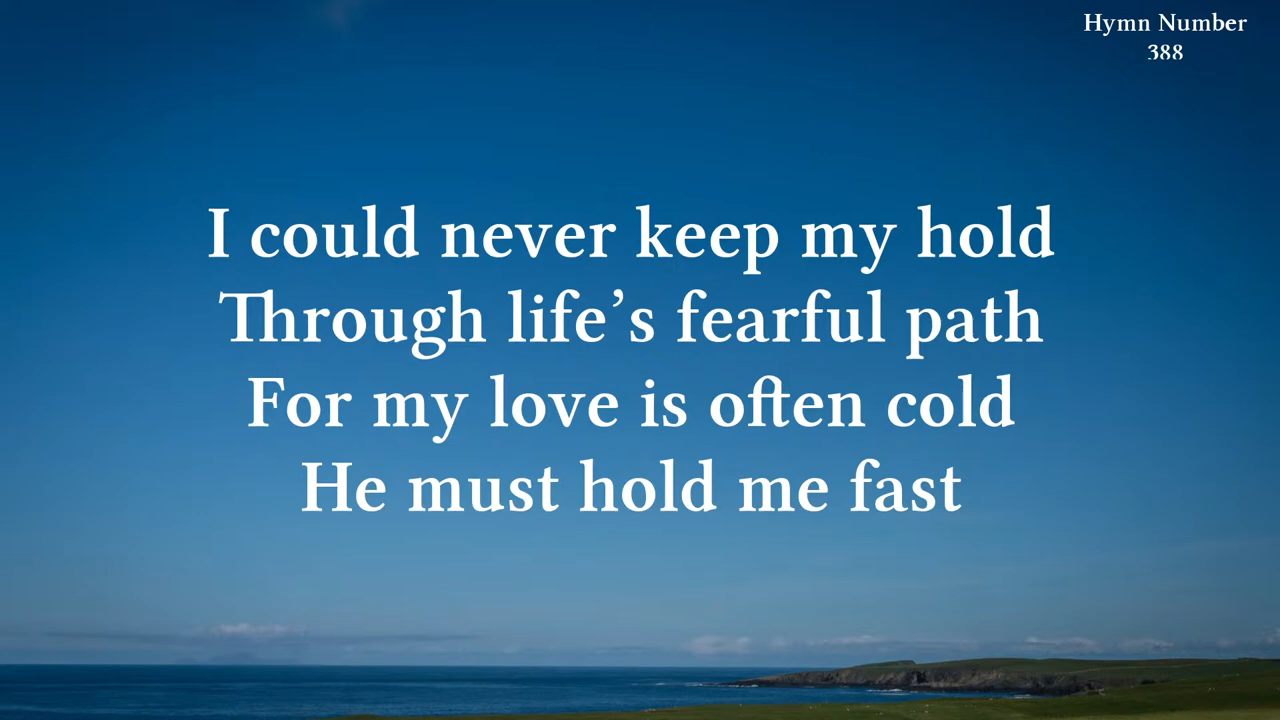 Hymn Number
388
I could never keep my hold
Through life’s fearful path
For my love is often cold
He must hold me fast